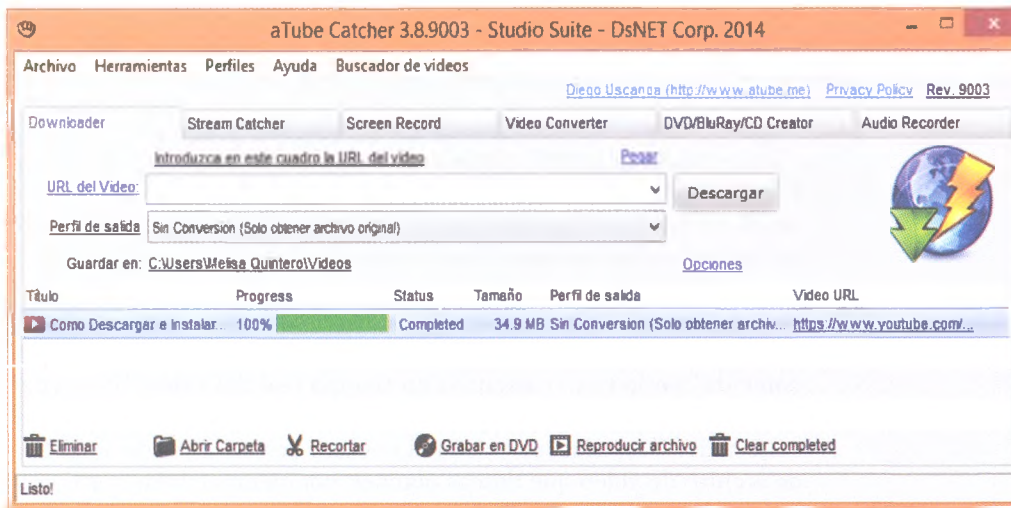 aTube Catcher 3.8.9003 - Studio Suite - DsNET Corp. 2014
Archivo Herramientas Perfiles Ayuda Buscador de videos
Diego Uscanga (http://www.atube.me) Privacy Policy Rev. 9003
Downloader Stream Catcher Screen Record Video Converter DVD/BluRay/CD Creator Audio Recorder
Introduzca en este cuadro la URL del video Pegar
URL del Video: Descargar
Perfil de salida Sin Conversion (Solo obtener archivo original)
Guardar en: C:\Users\Melisa Quintero\Videos Opciones
Título Progress Status Tamaño Perfil de salida Video URL
Como Descargar e Instalar... 100% Completed 34.9 MB Sin Conversion (Solo obtener archiv... https://www.youtube.com/...
Eliminar Abrir Carpeta Recortar Grabar en DVD Reproducir archivo Clear completed
Listo!